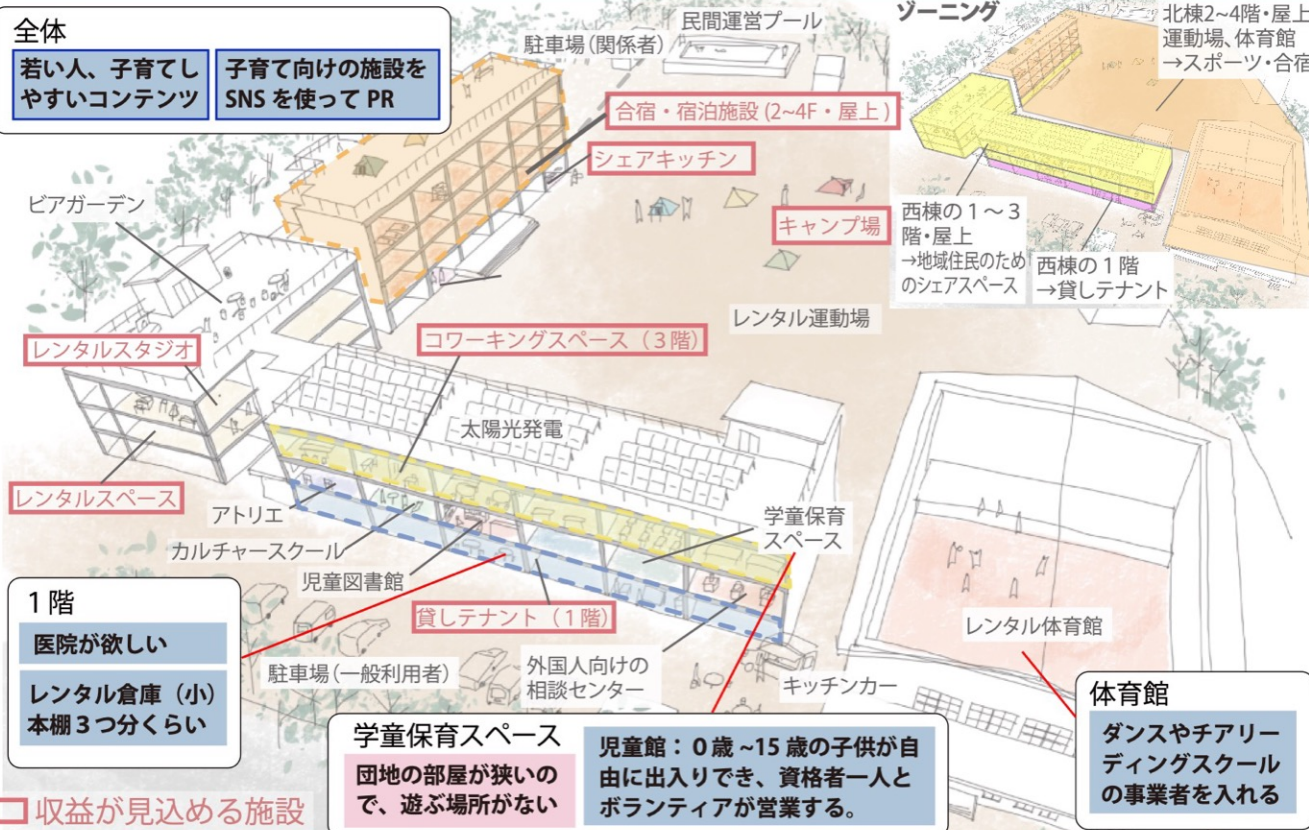 全体
若い人、子育てし
やすいコンテンツ
子育て向けの施設を
SNS を使って PR
民間運営プール
駐車場(関係者)
合宿・宿泊施設 (2~4F・屋上 )
シェアキッチン
キャンプ場
ビアガーデン
レンタル運動場
レンタルスタジオ
コワーキングスペース（３階）
太陽光発電
レンタルスペース
アトリエ
カルチャースクール
児童図書館
学童保育
スペース
貸しテナント（１階）
駐車場(一般利用者)
外国人向けの
相談センター
キッチンカー
レンタル体育館
ゾーニング
北棟2~4階・屋上
運動場、体育館
→スポーツ・合宿
西棟の１～３
階・屋上
→地域住民のため
のシェアスペース
西棟の１階
→貸しテナント
１階
医院が欲しい
レンタル倉庫（小）
本棚３つ分くらい
学童保育スペース
団地の部屋が狭いの
で、遊ぶ場所がない
児童館：０歳 ~15 歳の子供が自
由に出入りでき、資格者一人と
ボランティアが営業する。
体育館
ダンスやチアリー
ディングスクール
の事業者を入れる
収益が見込める施設